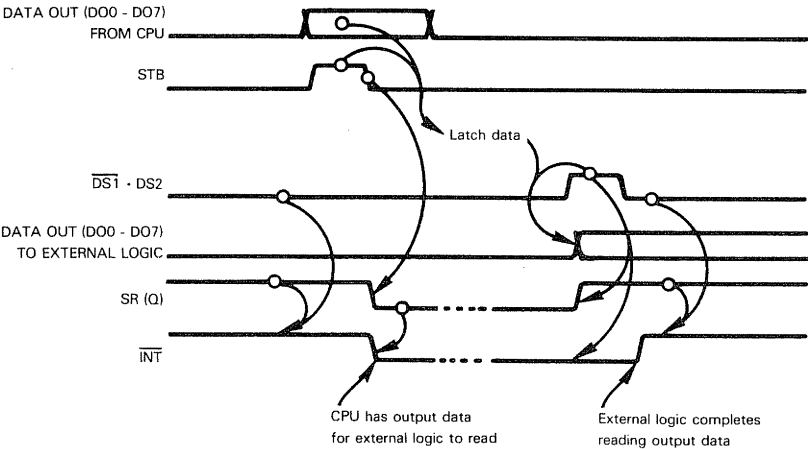 DATA OUT (DO0 - DO7)
FROM CPU
STB
Latch data
DS1 · DS2
DATA OUT (DO0 - DO7)
TO EXTERNAL LOGIC
SR (Q)
INT
CPU has output data
for external logic to read
External logic completes
reading output data